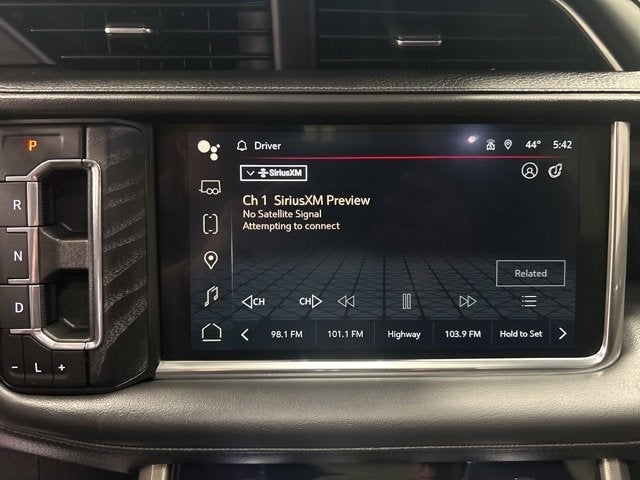 Driver 44° 5:42
SiriusXM
Ch 1 SiriusXM Preview
No Satellite Signal
Attempting to connect
Related
CH CH
98.1 FM 101.1 FM Highway 103.9 FM Hold to Set
P
R
N
D
- L +